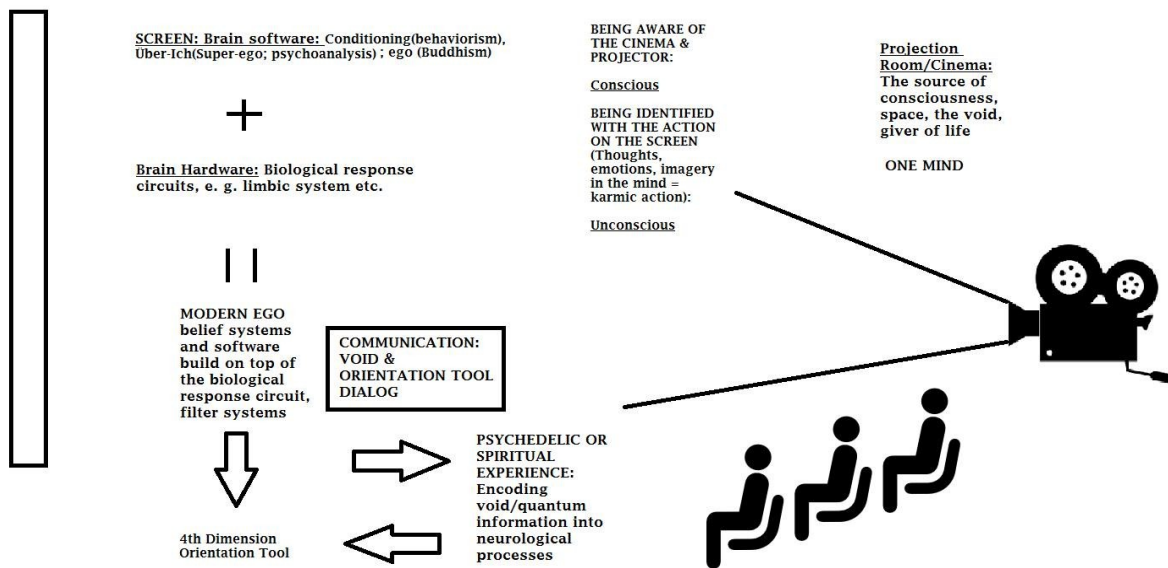 SCREEN: Brain software: Conditioning(behaviorism),
Über-Ich(Super-ego; psychoanalysis) ; ego (Buddhism)
+
Brain Hardware: Biological response
circuits, e. g. limbic system etc.
MODERN EGO
belief systems
and software
build on top of
the biological
response circuit,
filter systems
4th Dimension
Orientation Tool
COMMUNICATION:
VOID &
ORIENTATION TOOL
DIALOG
PSYCHEDELIC OR
SPIRITUAL
EXPERIENCE:
Encoding
void/quantum
information into
neurological
processes
BEING AWARE OF
THE CINEMA &
PROJECTOR:
Conscious
BEING IDENTIFIED
WITH THE ACTION
ON THE SCREEN
(Thoughts,
emotions, imagery
in the mind =
karmic action):
Unconscious
Projection
Room/Cinema:
The source of
consciousness,
space, the void,
giver of life
ONE MIND